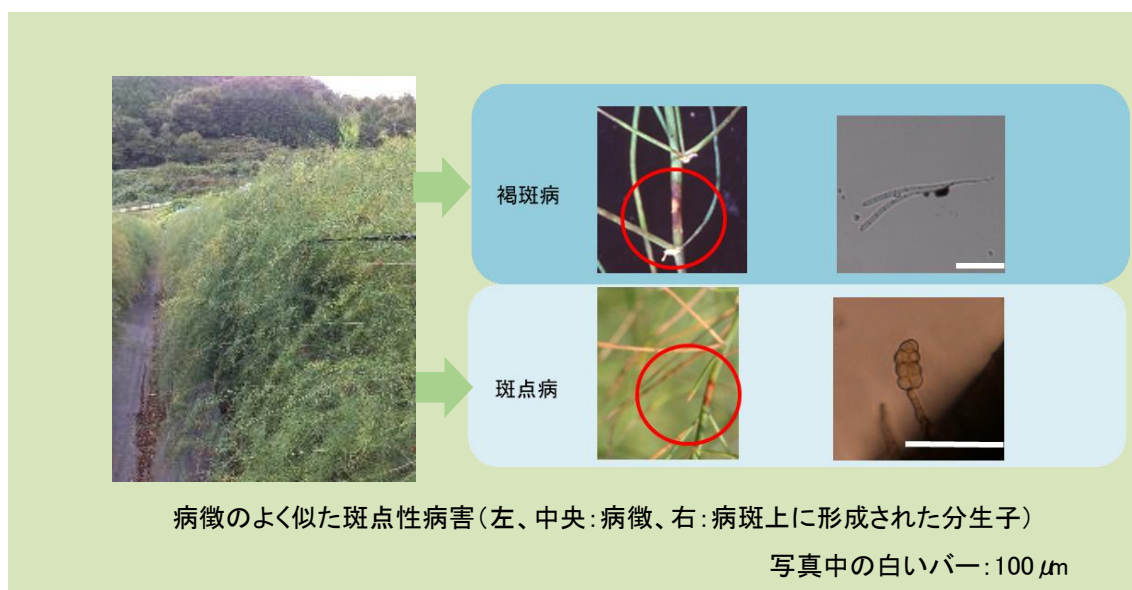 褐斑病
斑点病
病徴のよく似た斑点性病害(左、中央:病徴、右:病斑上に形成された分生子)
写真中の白いバー:100μm